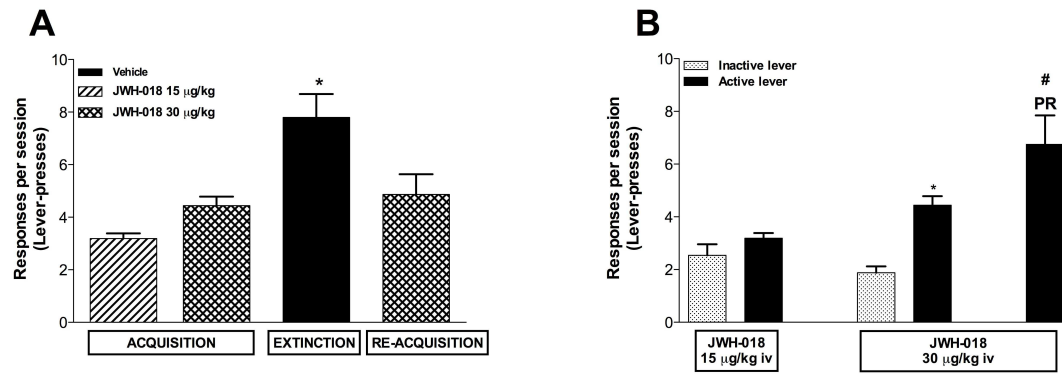 A
Responses per session
(Lever-presses)
10
8
6
4
2
0
Vehicle
JWH-018 15 μg/kg
JWH-018 30 μg/kg
*
ACQUISITION
EXTINCTION
RE-ACQUISITION
B
Responses per session
(Lever-presses)
10
8
6
4
2
0
Inactive lever
Active lever
*
#
PR
JWH-018
15 μg/kg iv
JWH-018
30 μg/kg iv